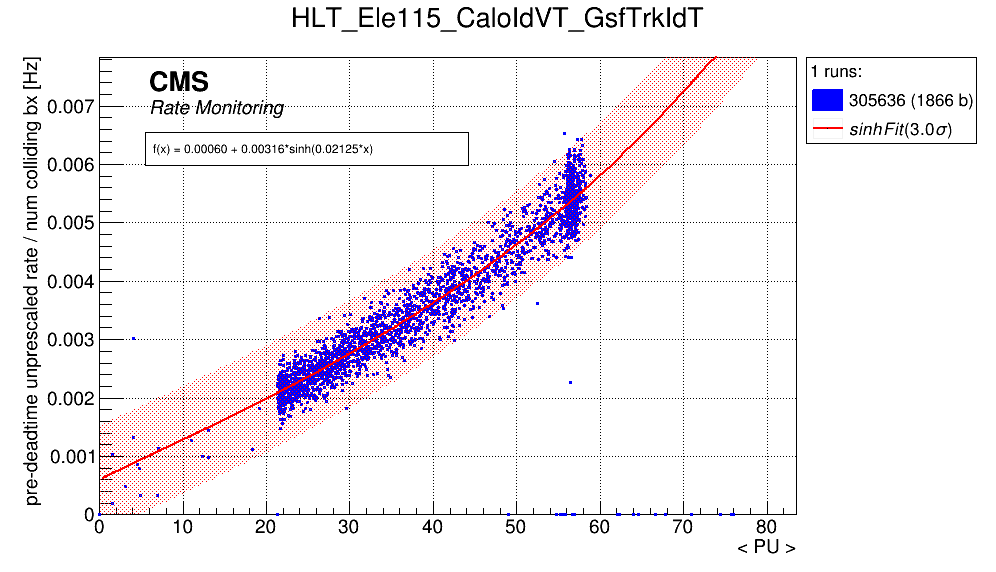 HLT_Ele115_CaloIdVT_GsfTrkIdT
pre-deadtime unprescaled rate / num colliding bx [Hz]
CMS
Rate Monitoring
f(x) = 0.00060 + 0.00316*sinh(0.02125*x)
1 runs:
305636 (1866 b)
sinhFit(3.0σ)
0.007
0.006
0.005
0.004
0.003
0.002
0.001
0
0 10 20 30 40 50 60 70 80
< PU >